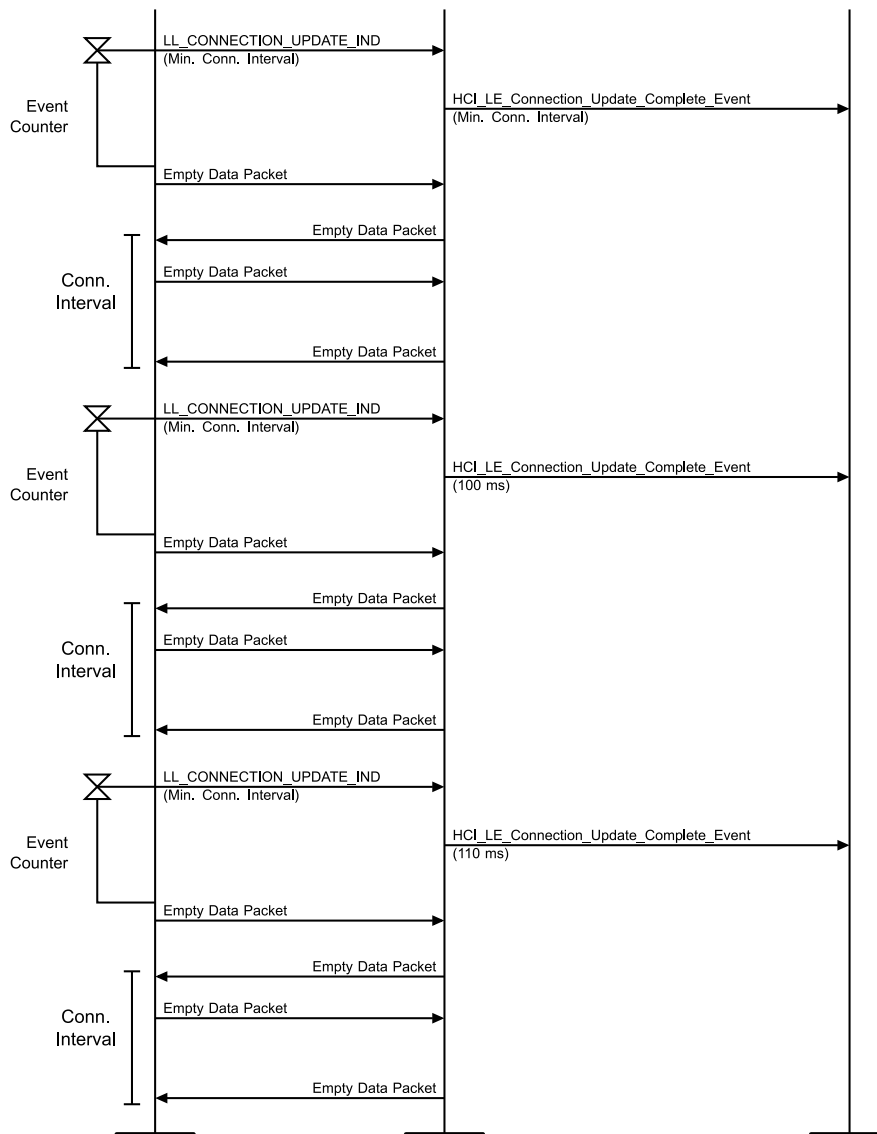 LL_CONNECTION_UPDATE_IND
(Min. Conn. Interval)
HCI_LE_Connection_Update_Complete_Event
(Min. Conn. Interval)
Event
Counter
Empty Data Packet
Empty Data Packet
Empty Data Packet
Conn.
Interval
Empty Data Packet
LL_CONNECTION_UPDATE_IND
(Min. Conn. Interval)
HCI_LE_Connection_Update_Complete_Event
(100 ms)
Event
Counter
Empty Data Packet
Empty Data Packet
Empty Data Packet
Conn.
Interval
Empty Data Packet
LL_CONNECTION_UPDATE_IND
(Min. Conn. Interval)
HCI_LE_Connection_Update_Complete_Event
(110 ms)
Event
Counter
Empty Data Packet
Empty Data Packet
Empty Data Packet
Conn.
Interval
Empty Data Packet